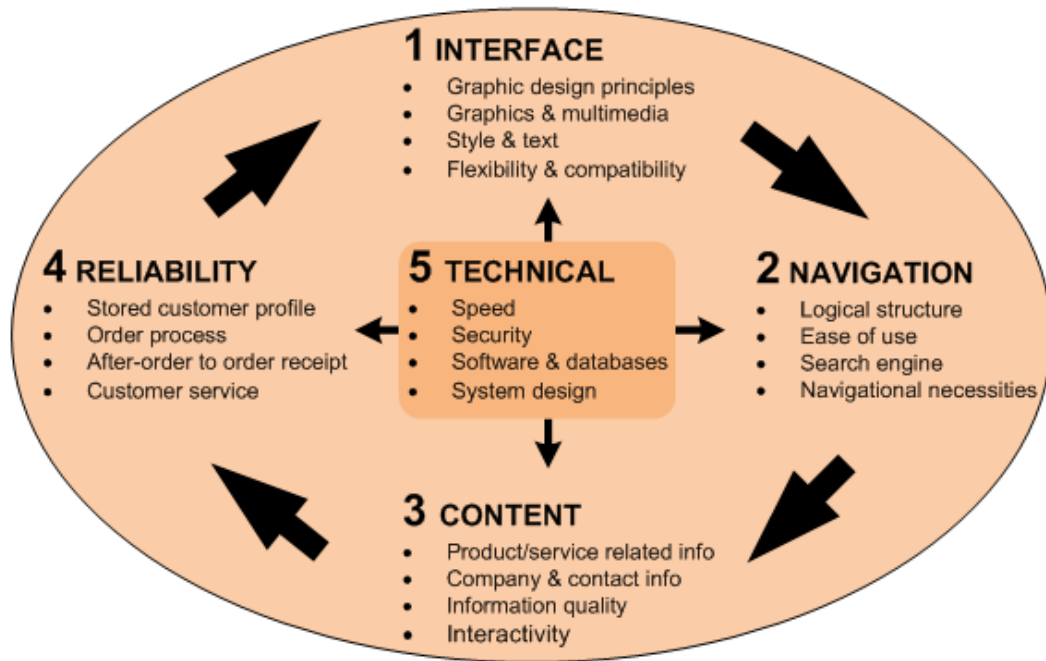 1 INTERFACE
• Graphic design principles
• Graphics & multimedia
• Style & text
• Flexibility & compatibility
4 RELIABILITY
• Stored customer profile
• Order process
• After-order to order receipt
• Customer service
5 TECHNICAL
• Speed
• Security
• Software & databases
• System design
2 NAVIGATION
• Logical structure
• Ease of use
• Search engine
• Navigational necessities
3 CONTENT
• Product/service related info
• Company & contact info
• Information quality
• Interactivity